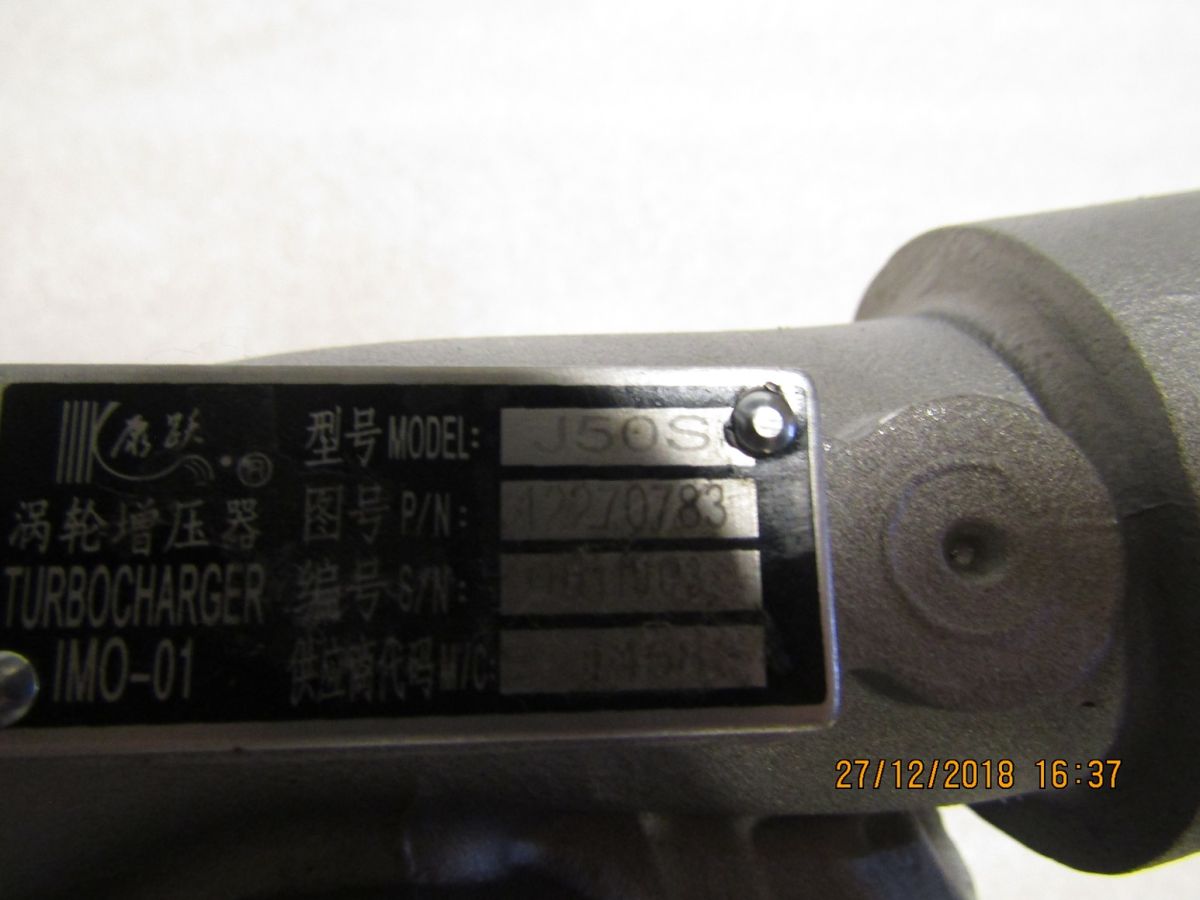 康跃 ®
涡轮增压器
TURBOCHARGER
IMO-01
型号 MODEL: J50S
图号 P/N: 12270783
编号 S/N:
供应商代码 M/C:
27/12/2018 16:37